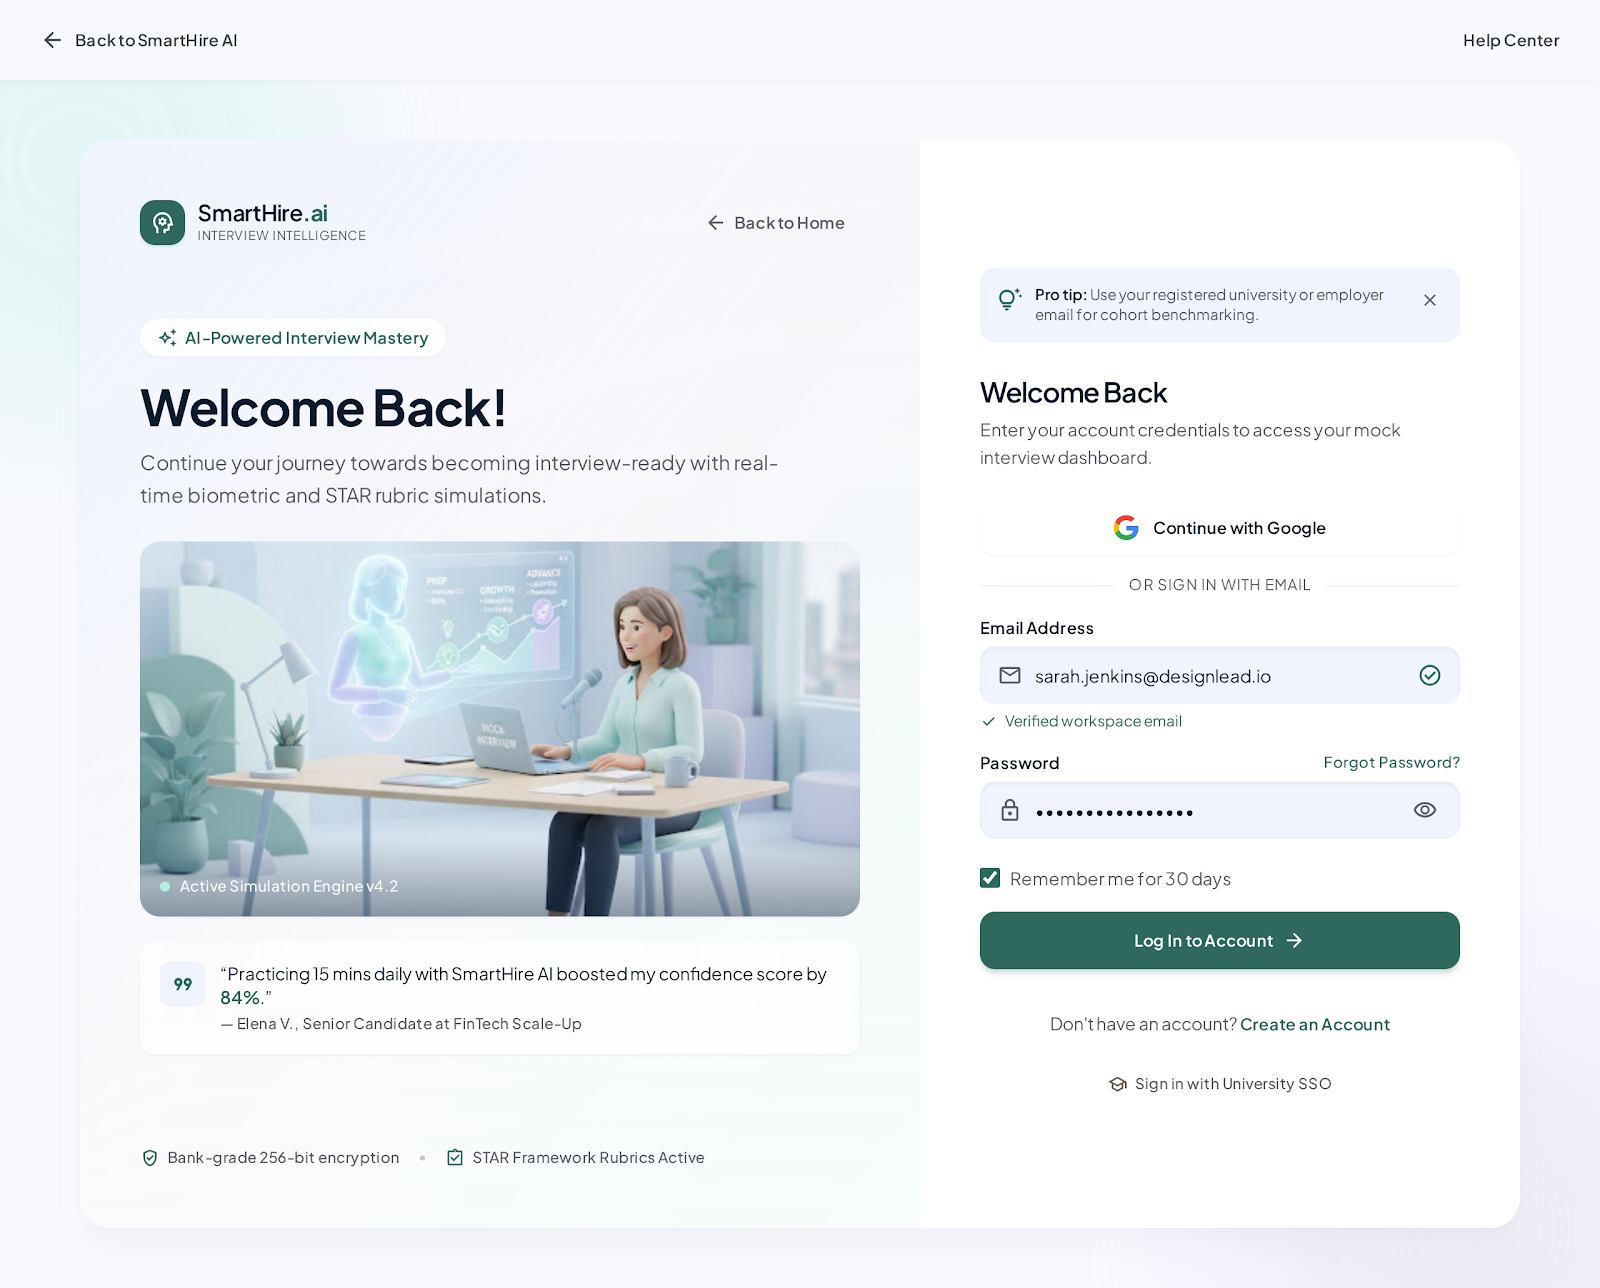 Back to SmartHire AI
Help Center
SmartHire.ai
INTERVIEW INTELLIGENCE
Back to Home
AI-Powered Interview Mastery
Welcome Back!
Continue your journey towards becoming interview-ready with real-
time biometric and STAR rubric simulations.
PREP
GROWTH
ADVANCE
MOCK
INTERVIEW
Active Simulation Engine v4.2
99
“Practicing 15 mins daily with SmartHire AI boosted my confidence score by
84%.”
— Elena V., Senior Candidate at FinTech Scale-Up
Bank-grade 256-bit encryption
STAR Framework Rubrics Active
Pro tip: Use your registered university or employer
email for cohort benchmarking.
Welcome Back
Enter your account credentials to access your mock
interview dashboard.
Continue with Google
OR SIGN IN WITH EMAIL
Email Address
sarah.jenkins@designlead.io
Verified workspace email
Password
Forgot Password?
••••••••••••••••
Remember me for 30 days
Log In to Account
Don't have an account? Create an Account
Sign in with University SSO